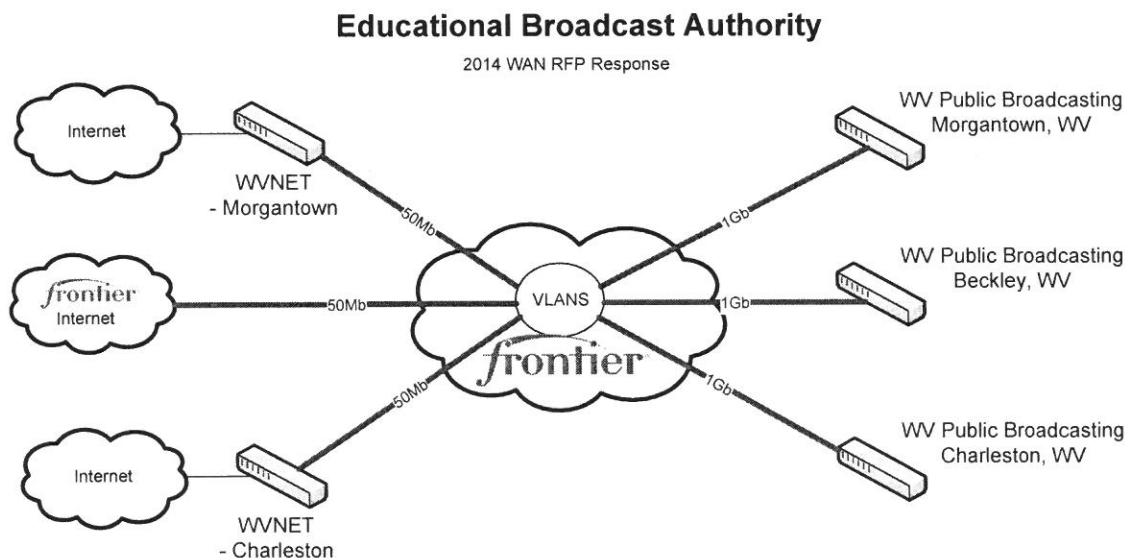 Educational Broadcast Authority
2014 WAN RFP Response
Internet
WVNET
- Morgantown
50Mb
WV Public Broadcasting
Morgantown, WV
1Gb
frontier
Internet
50Mb
VLANS
frontier
1Gb
WV Public Broadcasting
Beckley, WV
Internet
WVNET
- Charleston
50Mb
1Gb
WV Public Broadcasting
Charleston, WV